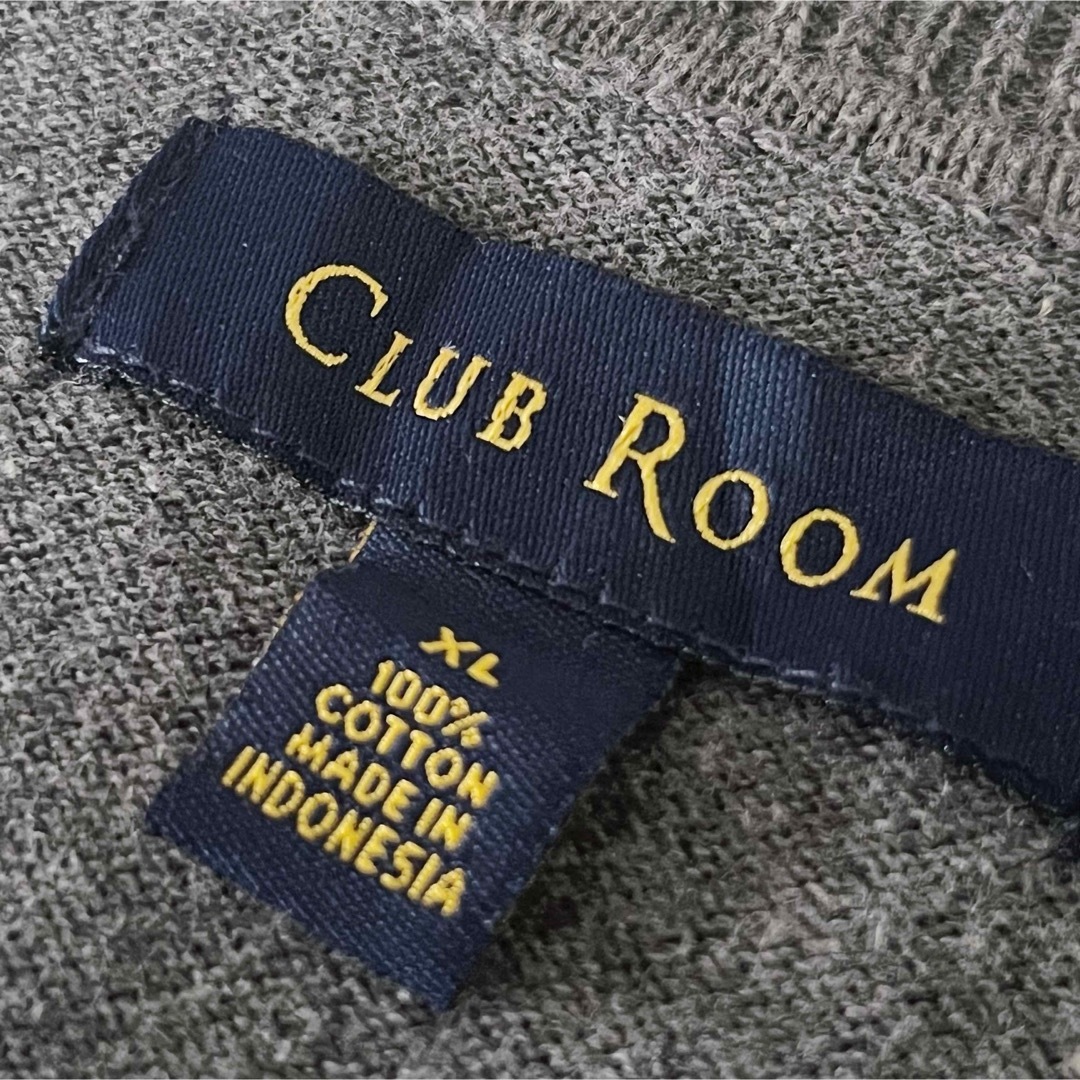 CLUB ROOM
XL
100%
COTTON
MADE IN
INDONESIA